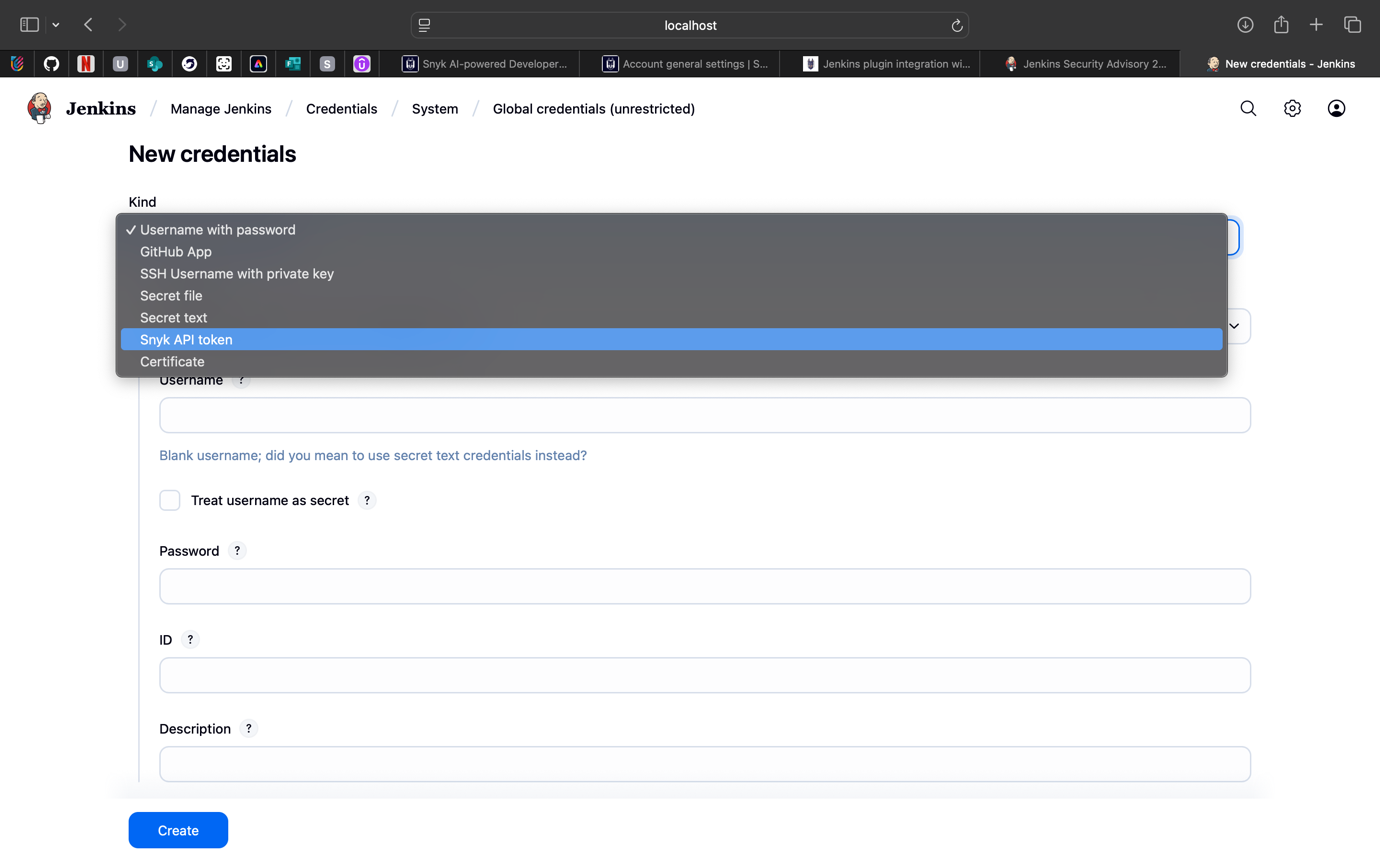 localhost
N U S F
Snyk AI-powered Developer... Account general settings | S... Jenkins plugin integration wi... Jenkins Security Advisory 2... New credentials - Jenkins
Jenkins / Manage Jenkins / Credentials / System / Global credentials (unrestricted)
New credentials
Kind
✓ Username with password
GitHub App
SSH Username with private key
Secret file
Secret text
Snyk API token
Certificate
Username ?
Blank username; did you mean to use secret text credentials instead?
Treat username as secret ?
Password ?
ID ?
Description ?
Create